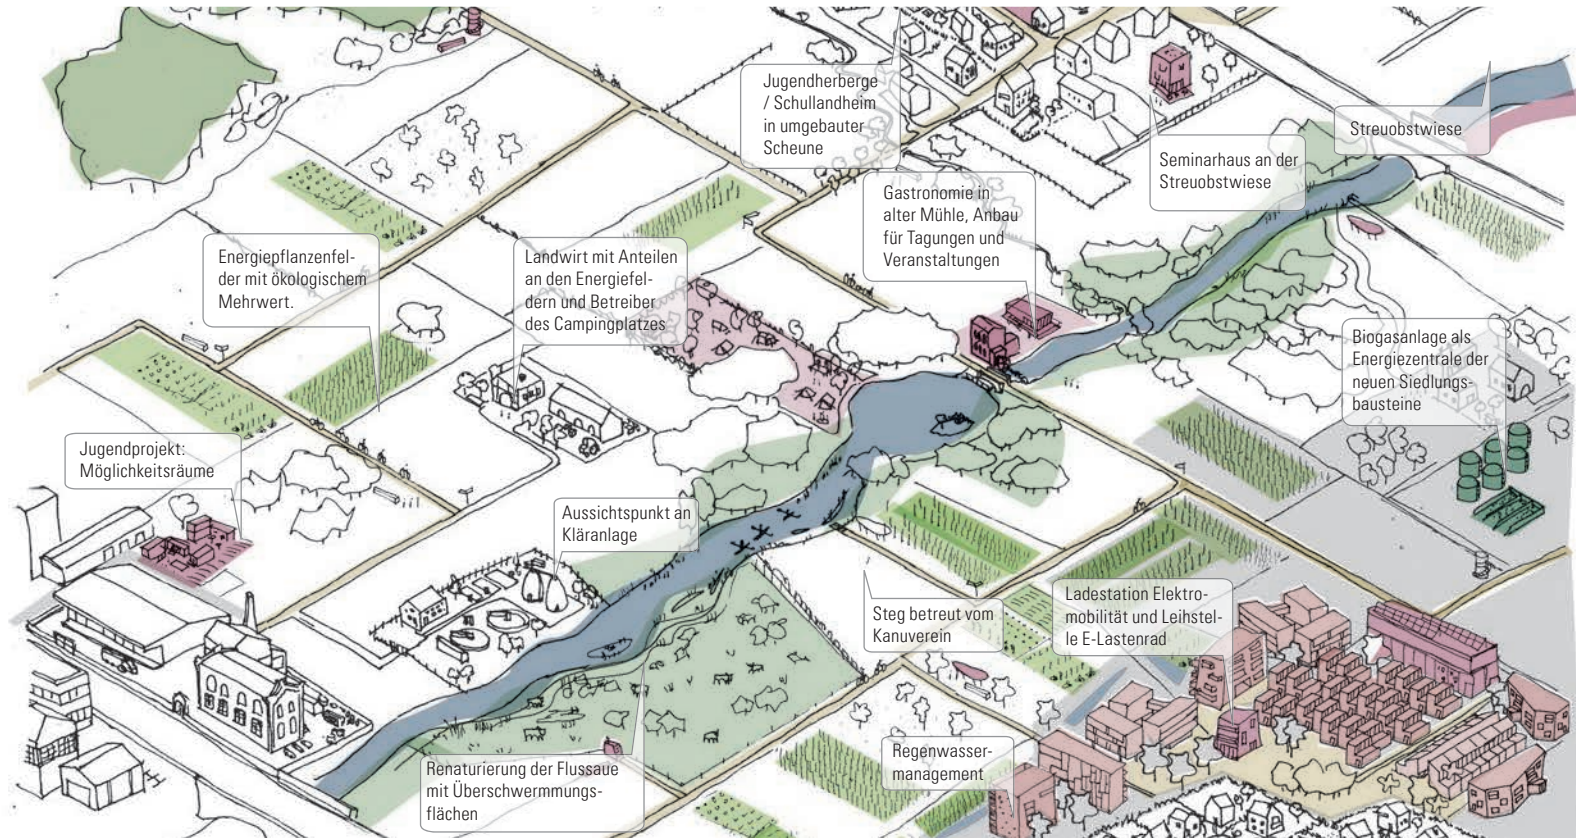 Jugendherberge
/ Schullandheim
in umgebauter
Scheune
Streuobstwiese
Seminarhaus an der
Streuobstwiese
Gastronomie in
alter Mühle, Anbau
für Tagungen und
Veranstaltungen
Energiepflanzenfel-
der mit ökologischem
Mehrwert.
Landwirt mit Anteilen
an den Energiefel-
dern und Betreiber
des Campingplatzes
Biogasanlage als
Energiezentrale der
neuen Siedlungs-
bausteine
Jugendprojekt:
Möglichkeitsräume
Aussichtspunkt an
Kläranlage
Steg betreut vom
Kanuverein
Ladestation Elektro-
mobilität und Leihstel-
le E-Lastenrad
Regenwasser-
management
Renaturierung der Flussaue
mit Überschwermmungs-
flächen